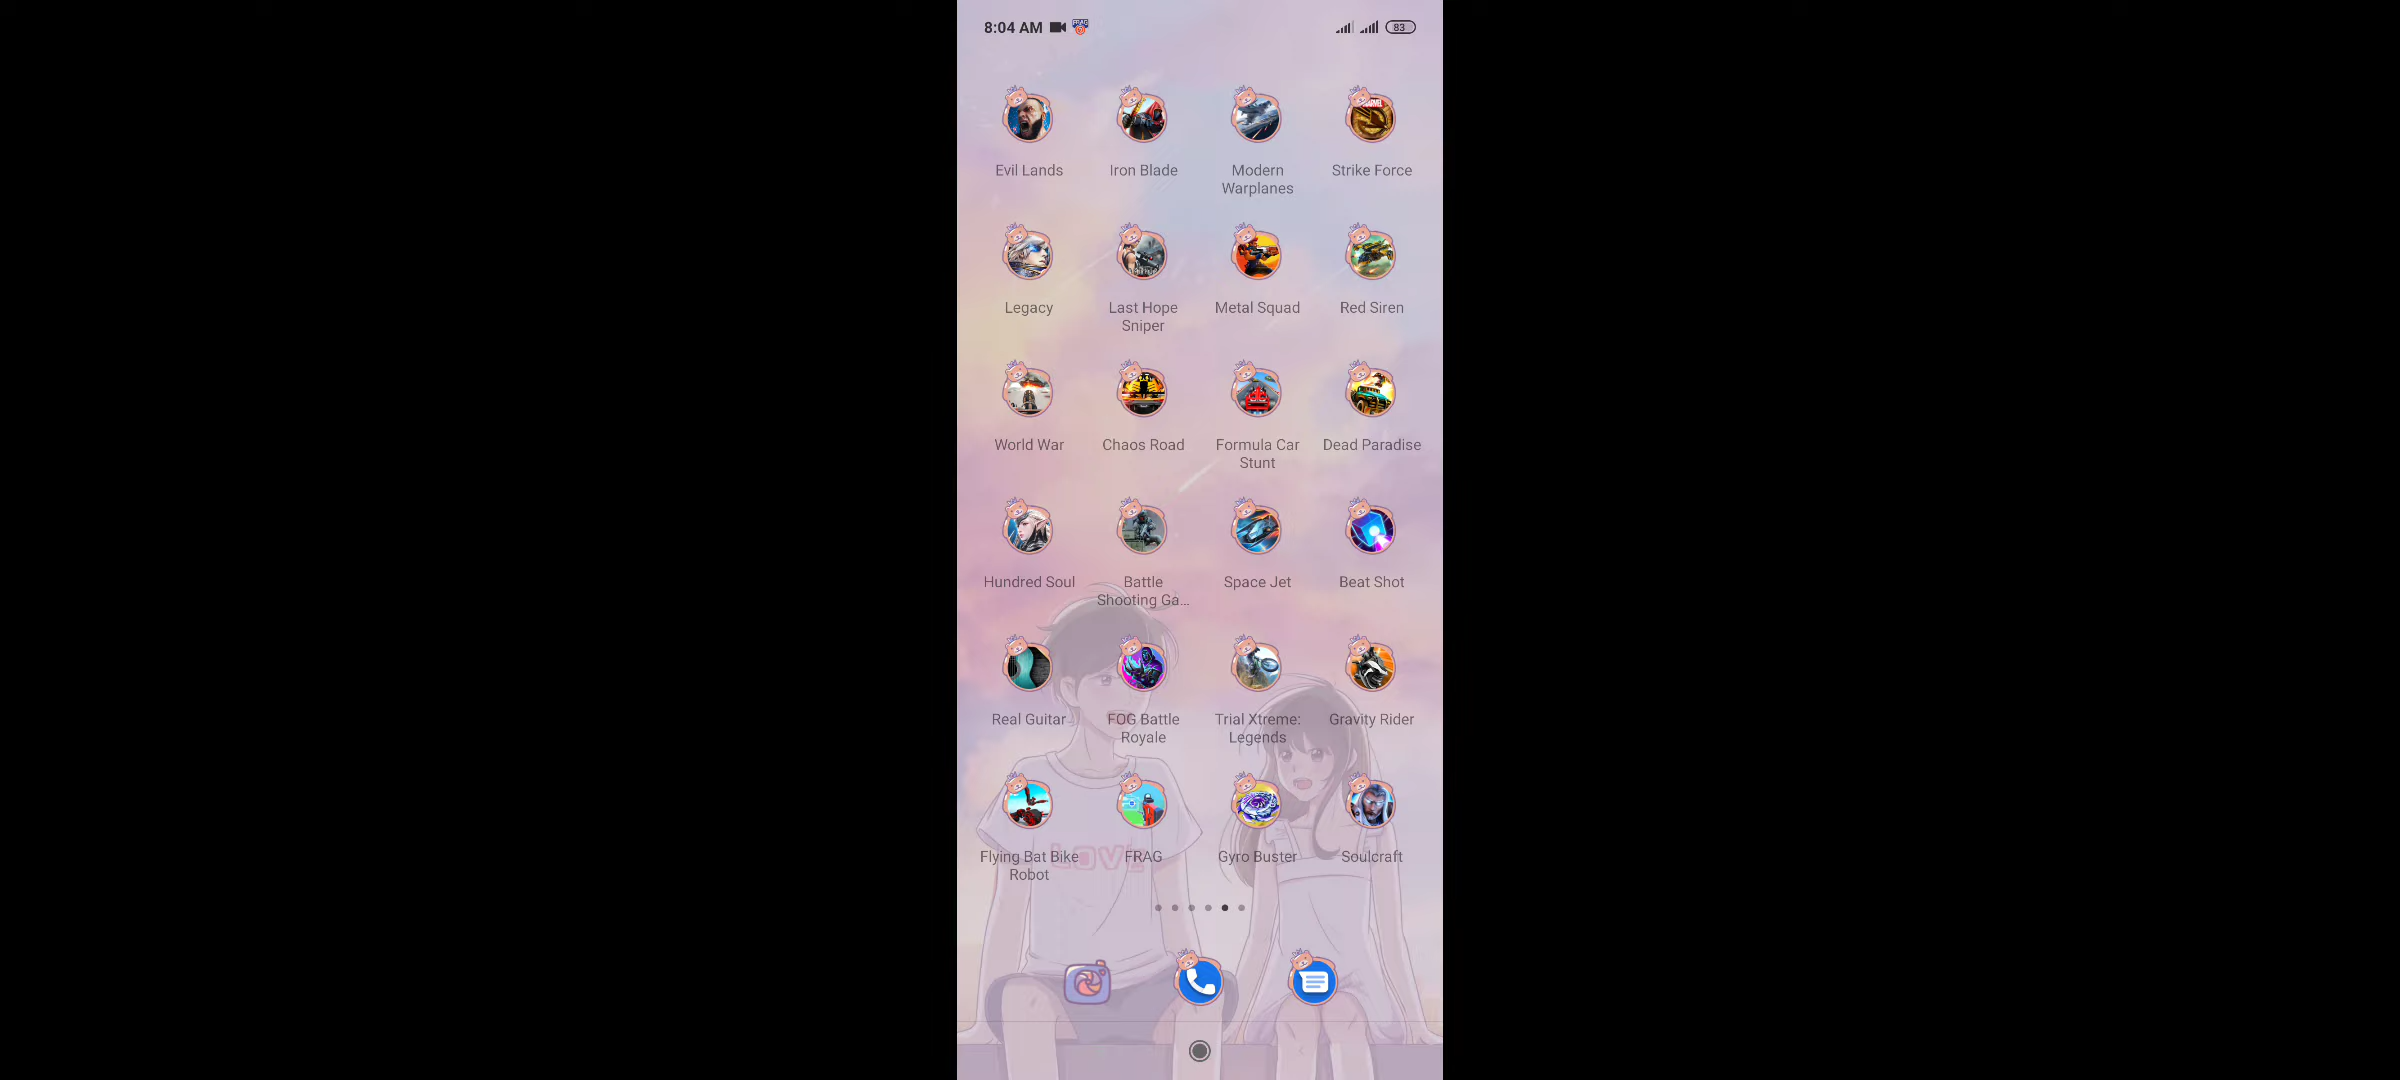 8:04 AM
83
Evil Lands
Iron Blade
Modern
Warplanes
Strike Force
Legacy
Last Hope
Sniper
Metal Squad
Red Siren
World War
Chaos Road
Formula Car
Stunt
Dead Paradise
Hundred Soul
Battle
Shooting Ga...
Space Jet
Beat Shot
Real Guitar
FOG Battle
Royale
Trial Xtreme:
Legends
Gravity Rider
Flying Bat Bike
Robot
FRAG
Gyro Buster
Soulcraft
LOVE